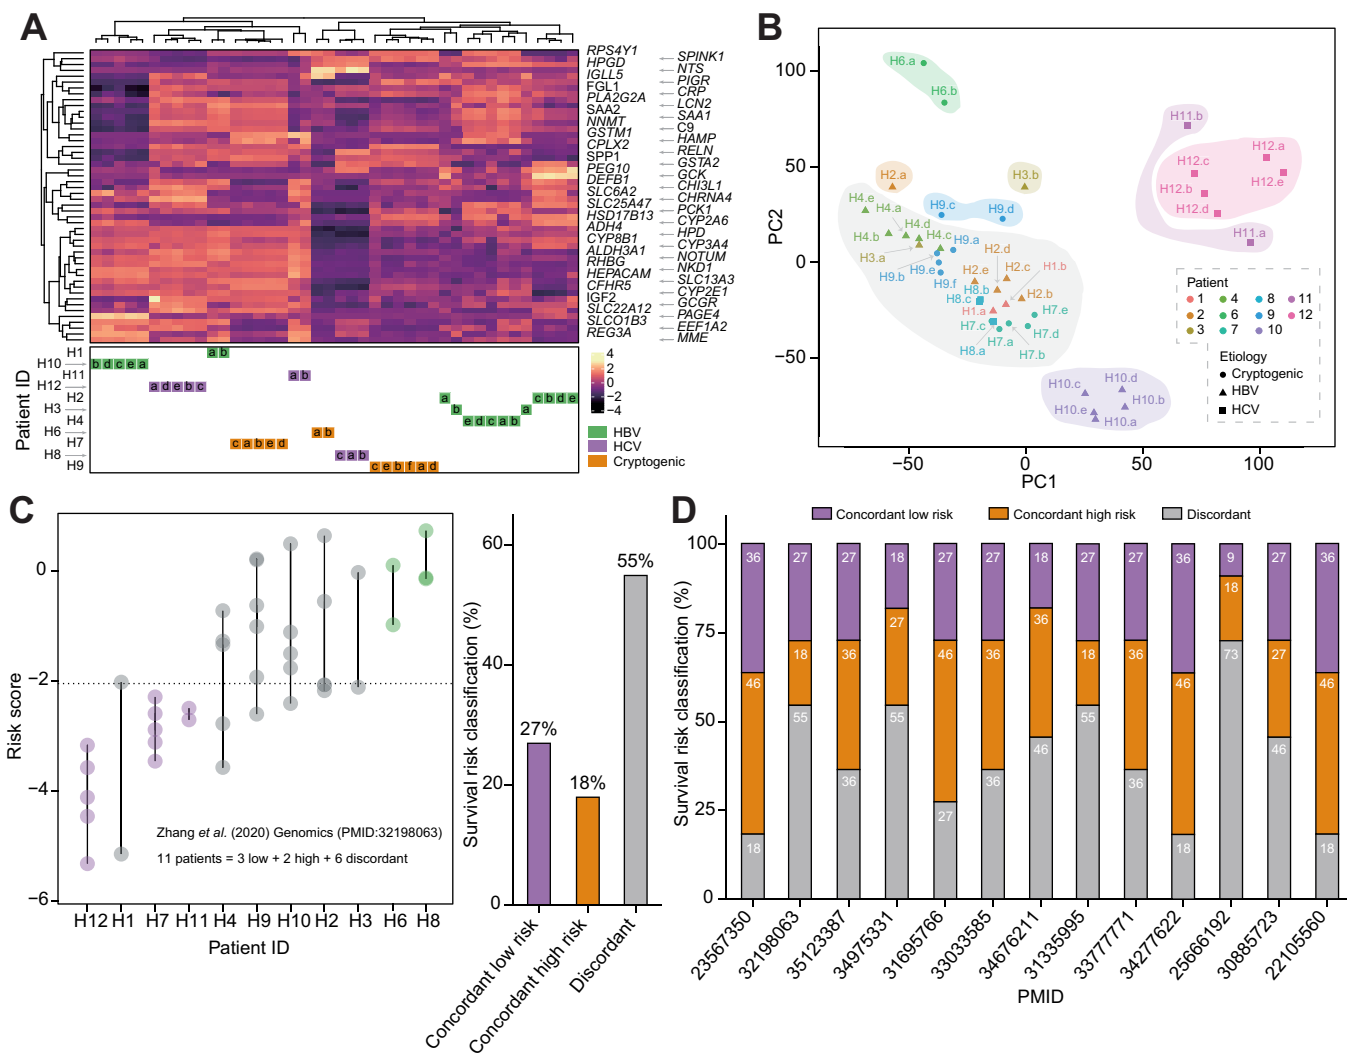 A
RPS4Y1
HPGD
IGLL5
FGL1
PLA2G2A
SAA2
NNMT
GSTM1
CPLX2
SPP1
PEG10
DEFB1
SLC6A2
SLC25A47
HSD17B13
ADH4
CYP8B1
ALDH3A1
RHBG
HEPACAM
CFHR5
IGF2
SLC22A12
SLCO1B3
REG3A
SPINK1
NTS
PIGR
CRP
LCN2
SAA1
C9
HAMP
RELN
GSTA2
GCK
CHI3L1
CHRNA4
PCK1
CYP2A6
HPD
CYP3A4
NOTUM
NKD1
SLC13A3
CYP2E1
GCGR
PAGE4
EEF1A2
MME
Patient ID
H1 a b
H10 b d c e a
H11 a b
H12 a d e b c
H2 a c b d e
H3 b a
H4 e d c a b
H6 a b
H7 c a b e d
H8 c a b
H9 c e b f a d
4
2
0
−2
−4
HBV
HCV
Cryptogenic
B
PC2
100
50
0
−50
−50 0 50 100
PC1
H6.a
H6.b
H11.b
H12.a
H12.c
H12.e
H12.b
H12.d
H11.a
H2.a
H3.b
H4.e
H4.a
H9.c
H9.d
H4.d
H4.b
H4.c
H9.a
H3.a
H2.d
H9.b
H9.e
H2.e
H2.c
H1.b
H9.f
H8.b
H8.c
H2.b
H1.a
H7.e
H7.c
H7.d
H7.a
H8.a
H7.b
H10.d
H10.c
H10.b
H10.e
H10.a
Patient
1 4 8 11
2 6 9 12
3 7 10
Etiology
Cryptogenic
HBV
HCV
C
Risk score
0
−2
−4
−6
Zhang et al. (2020) Genomics (PMID:32198063)
11 patients = 3 low + 2 high + 6 discordant
H12 H1 H7 H11 H4 H9 H10 H2 H3 H6 H8
Patient ID
Survival risk classification (%)
60
40
20
0
27%
18%
55%
Concordant low risk
Concordant high risk
Discordant
D
Concordant low risk Concordant high risk Discordant
Survival risk classification (%)
100
75
50
25
0
36 27 27 18 27 27 18 27 27 36 9 27 36
46 18 36 27 46 36 36 18 36 46 18 27 46
18 55 36 55 27 36 46 55 36 18 73 46 18
23567350
32198063
35123387
34975331
31695766
33033585
34676211
31335995
33777771
34277622
25666192
30885723
22105560
PMID